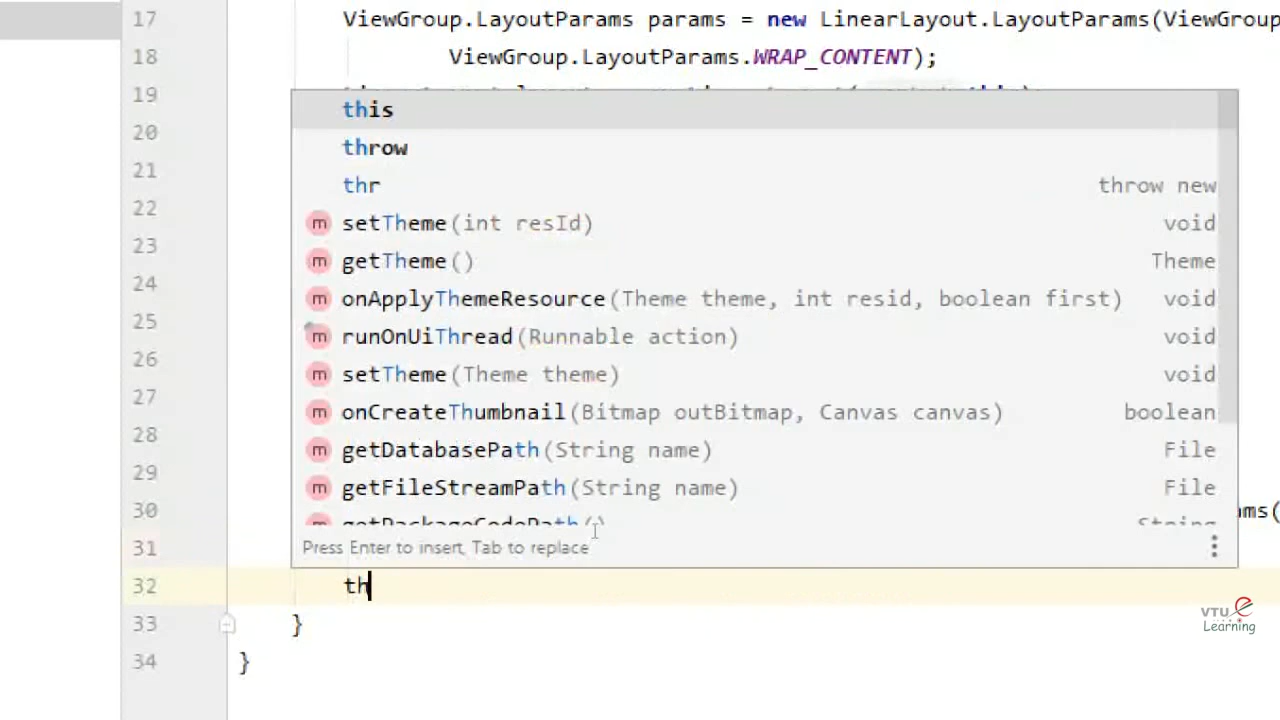 17 ViewGroup.LayoutParams params = new LinearLayout.LayoutParams(ViewGroup
18 ViewGroup.LayoutParams.WRAP_CONTENT);
19
this
20
throw
21
thr throw new
22
setTheme(int resId) void
23
getTheme() Theme
24
onApplyThemeResource(Theme theme, int resid, boolean first) void
25
runOnUiThread(Runnable action) void
26
setTheme(Theme theme) void
27
onCreateThumbnail(Bitmap outBitmap, Canvas canvas) boolean
28
getDatabasePath(String name) File
29
getFileStreamPath(String name) File
30 ams(
getPackageCodePath() String
31 Press Enter to insert, Tab to replace
32 th
33 }
34 }
VTU e
Learning